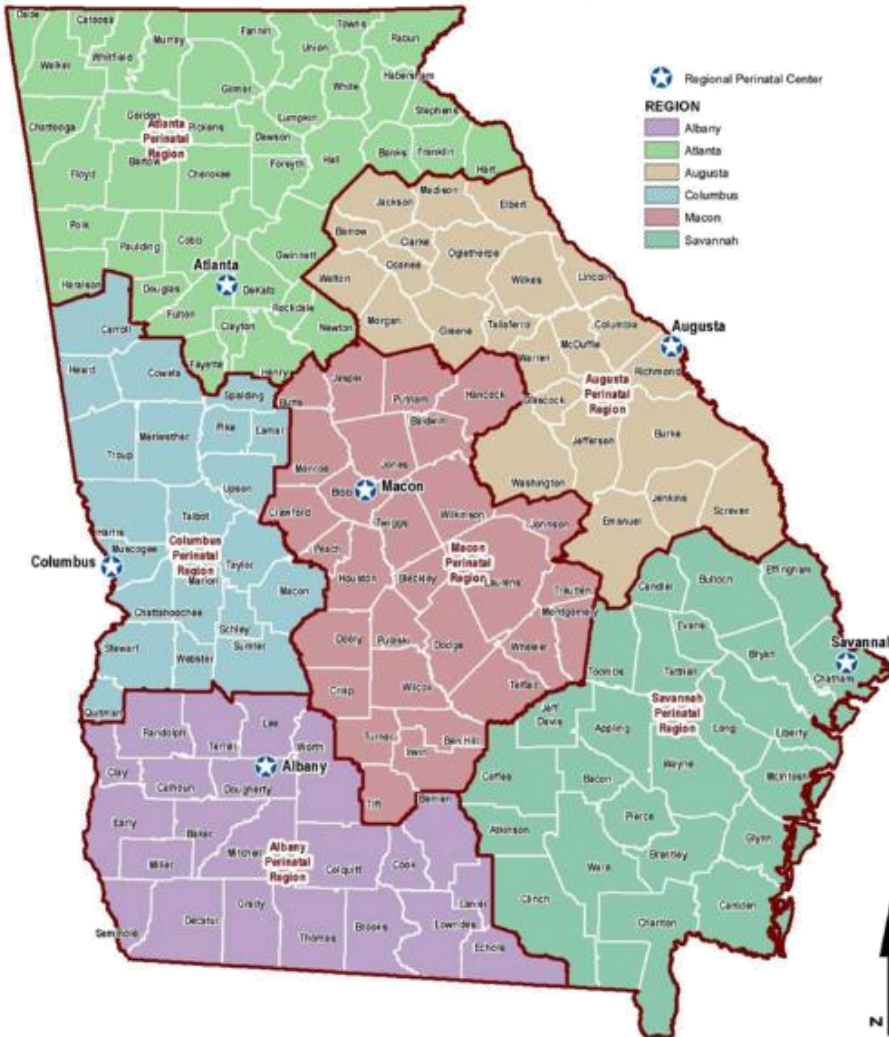 Dade
Catoosa
Fannin
Towns
Rabun
Murray
Union
Walker
Whitfield
Gilmer
White
Habersham
Lumpkin
Stephens
Chattooga
Gordon
Pickens
Dawson
Atlanta
Perinatal
Region
Banks
Franklin
Hart
Floyd
Bartow
Cherokee
Forsyth
Hall
Polk
Paulding
Cobb
Gwinnett
Haralson
Douglas
Atlanta
DeKalb
Fulton
Clayton
Rockdale
Newton
Fayette
Henry
Regional Perinatal Center
REGION
Albany
Atlanta
Augusta
Columbus
Macon
Savannah
Jackson
Madison
Elbert
Barrow
Clarke
Oconee
Oglethorpe
Walton
Wilkes
Lincoln
Morgan
Greene
Taliaferro
Columbia
McDuffie
Augusta
Warren
Richmond
Augusta
Perinatal
Region
Glascock
Jefferson
Burke
Washington
Jenkins
Screven
Emanuel
Carroll
Heard
Coweta
Spalding
Troup
Meriwether
Pike
Lamar
Upson
Talbot
Harris
Muscogee
Columbus
Columbus
Perinatal
Region
Marion
Taylor
Macon
Chattahoochee
Schley
Stewart
Webster
Sumter
Quitman
Butts
Jasper
Putnam
Hancock
Baldwin
Monroe
Jones
Bibb
Macon
Crawford
Twiggs
Wilkinson
Johnson
Peach
Houston
Bleckley
Macon
Perinatal
Region
Laurens
Treutlen
Montgomery
Dooly
Pulaski
Dodge
Wheeler
Crisp
Wilcox
Telfair
Turner
Irwin
Ben Hill
Tift
Candler
Bulloch
Effingham
Evans
Bryan
Savannah
Chatham
Toombs
Tattnall
Savannah
Perinatal
Region
Jeff
Davis
Appling
Long
Liberty
Wayne
McIntosh
Coffee
Bacon
Atkinson
Pierce
Glynn
Ware
Brantley
Clinch
Charlton
Camden
Randolph
Terrell
Lee
Worth
Albany
Clay
Calhoun
Dougherty
Berrien
Early
Baker
Mitchell
Albany
Perinatal
Region
Colquitt
Cook
Miller
Lanier
Seminole
Decatur
Grady
Thomas
Brooks
Lowndes
Echols
N